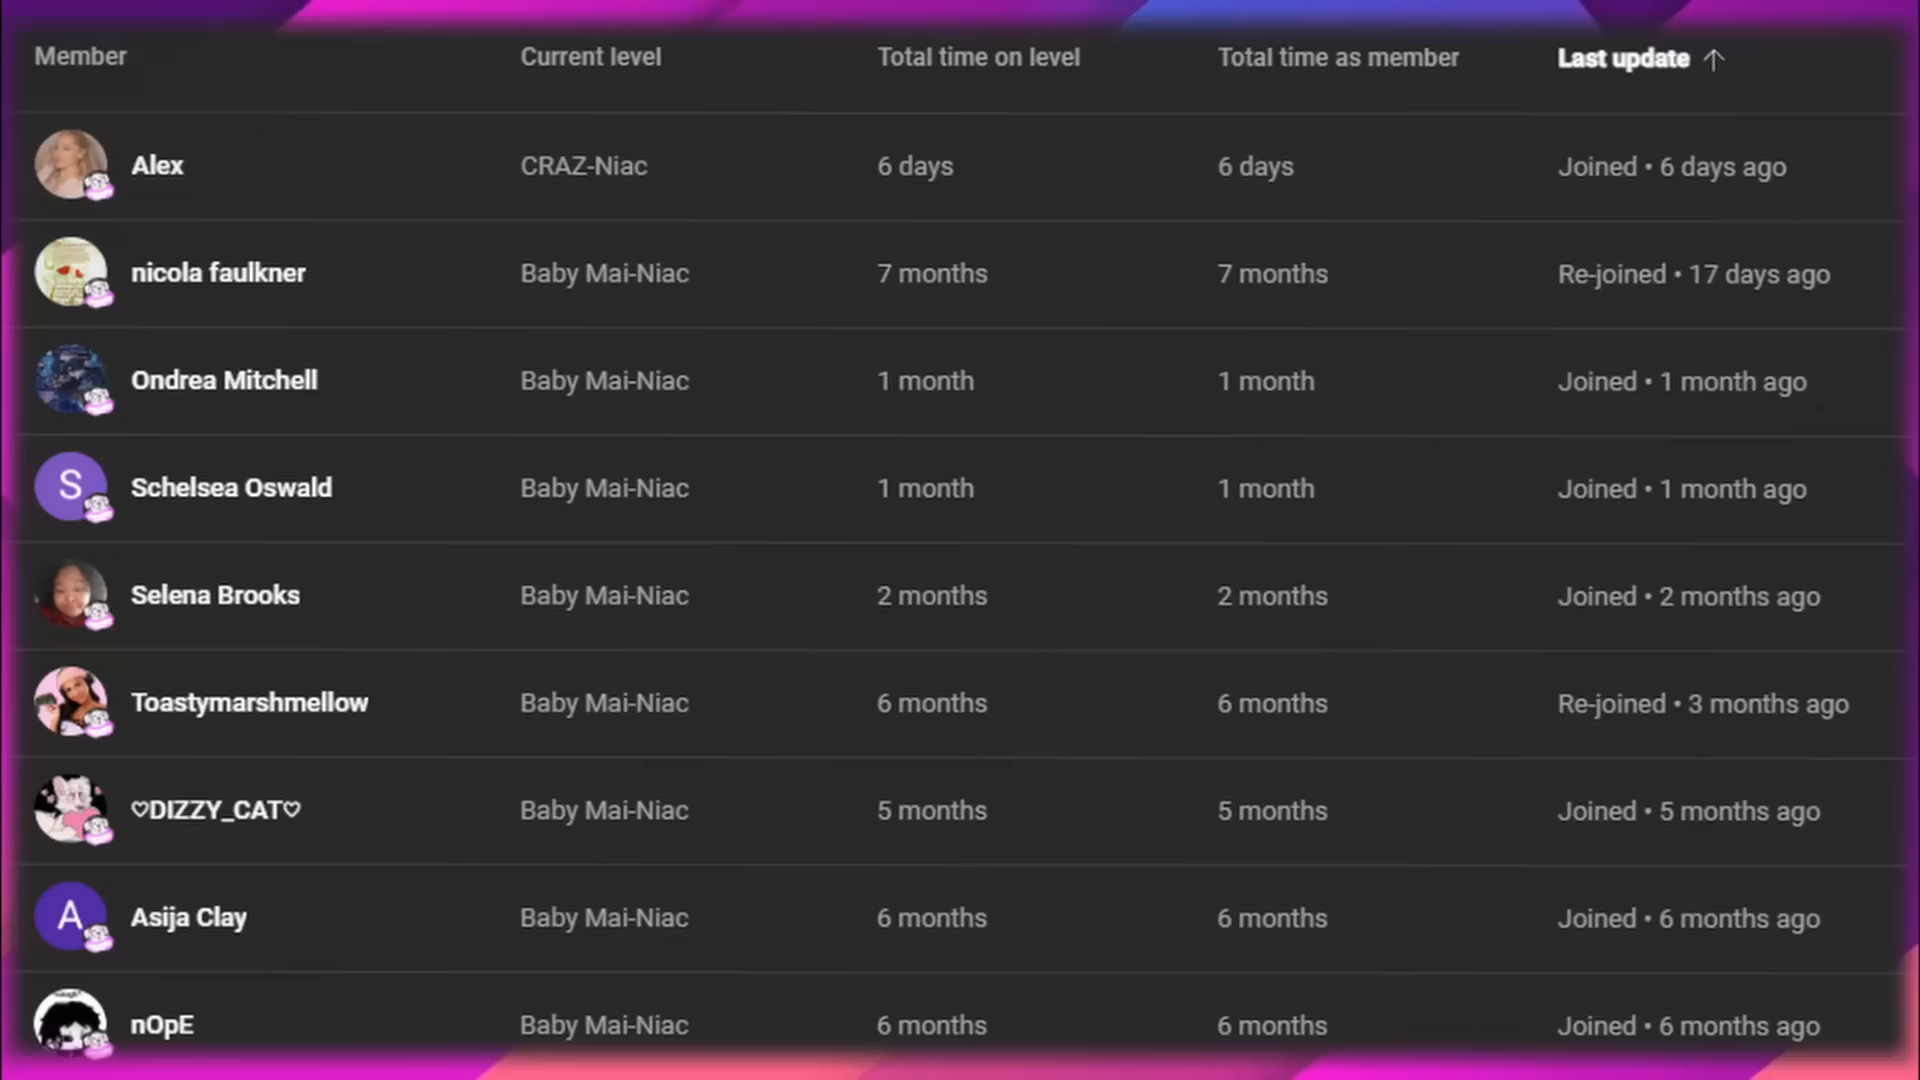 Member Current level Total time on level Total time as member Last update ↑
Alex CRAZ-Niac 6 days 6 days Joined • 6 days ago
nicola faulkner Baby Mai-Niac 7 months 7 months Re-joined • 17 days ago
Ondrea Mitchell Baby Mai-Niac 1 month 1 month Joined • 1 month ago
S Schelsea Oswald Baby Mai-Niac 1 month 1 month Joined • 1 month ago
Selena Brooks Baby Mai-Niac 2 months 2 months Joined • 2 months ago
Toastymarshmellow Baby Mai-Niac 6 months 6 months Re-joined • 3 months ago
♡DIZZY_CAT♡ Baby Mai-Niac 5 months 5 months Joined • 5 months ago
A Asija Clay Baby Mai-Niac 6 months 6 months Joined • 6 months ago
nOpE Baby Mai-Niac 6 months 6 months Joined • 6 months ago